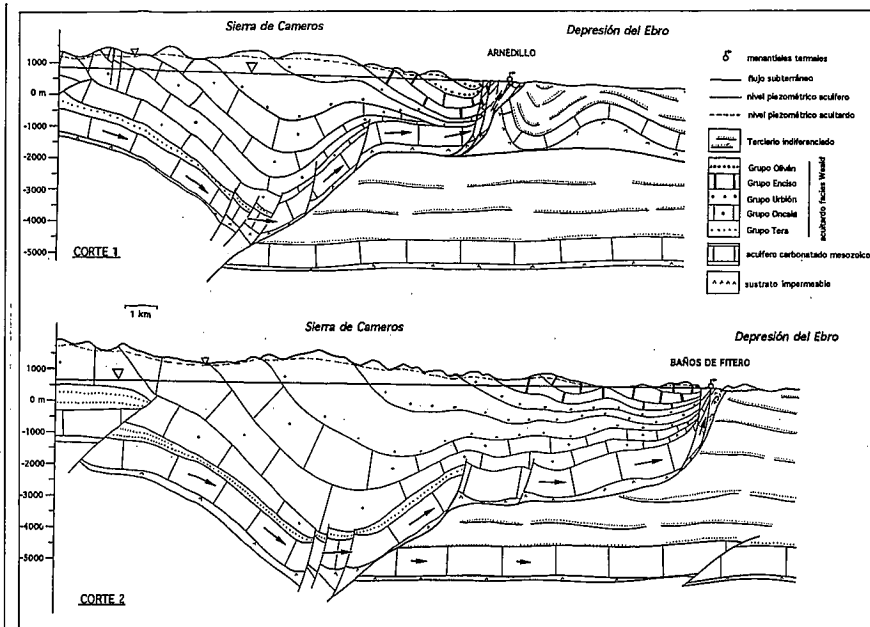 Sierra de Cameros
Depresión del Ebro
ARNEDILLO
1000
0 m
-1000
-2000
-3000
-4000
-5000
CORTE 1
manantiales termales
flujo subterráneo
nivel piezométrico acuífero
nivel piezométrico acuitardo
Terciario indiferenciado
Grupo Oliván
Grupo Enciso
Grupo Urbión
Grupo Oncala
Grupo Tera
acuitardo facies Weald
acuífero carbonatado mesozoico
sustrato impermeable
1 km
Sierra de Cameros
Depresión del Ebro
BAÑOS DE FITERO
1000
0 m
-1000
-2000
-3000
-4000
-5000
CORTE 2